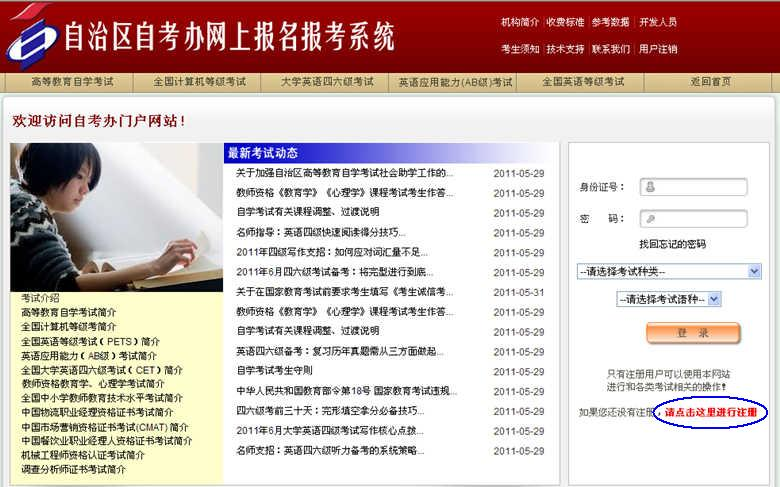 自治区自考办网上报名报考系统
机构简介 收费标准 参考数据 开发人员
考生须知 技术支持 联系我们 用户注销
高等教育自学考试 全国计算机等级考试 大学英语四六级考试 英语应用能力(AB级)考试 全国英语等级考试 返回首页
欢迎访问自考办门户网站!
最新考试动态
关于加强自治区高等教育自学考试社会助学工作的... 2011-05-29
教师资格《教育学》《心理学》课程考试考生作答... 2011-05-29
自学考试有关课程调整、过渡说明 2011-05-29
名师指导:英语四级快速阅读得分技巧... 2011-05-29
2011年四级写作支招:如何应对词汇量不足... 2011-05-29
2011年6月四六级考试备考:将完型进行到底... 2011-05-29
关于在国家教育考试前要求考生填写《考生诚信考... 2011-05-31
教师资格《教育学》《心理学》课程考试考生作答... 2011-05-29
自学考试有关课程调整、过渡说明 2011-05-29
英语四六级备考:复习历年真题需从三方面做起... 2011-05-29
自学考试考生守则 2011-05-29
中华人民共和国教育部令第18号 国家教育考试违规... 2011-05-29
四六级考前三十天:完形填空拿分必备技巧... 2011-05-29
2011年6月大学英语四级考试写作核心点拨... 2011-05-29
名师支招:英语四六级听力备考的系统策略... 2011-05-29
考试介绍
高等教育自学考试简介
全国计算机等级考简介
全国英语等级考试(PETS)简介
英语应用能力(AB级)考试简介
全国大学英语四六级考试(CET)简介
教师资格教育学、心理学考试简介
全国中小学教师教育技术水平考试简介
中国物流职业经理资格证书考试简介
中国市场营销资格证书考试(CMAT)简介
中国餐饮业职业经理人资格证书考试简介
机械工程师资格认证考试简介
调查分析师证书考试简介
身份证号:
密 码:
找回忘记的密码
--请选择考试种类--
--请选择考试语种--
登 录
只有注册用户可以使用本网站
进行和各类考试相关的操作!
如果您还没有注册,请点击这里进行注册